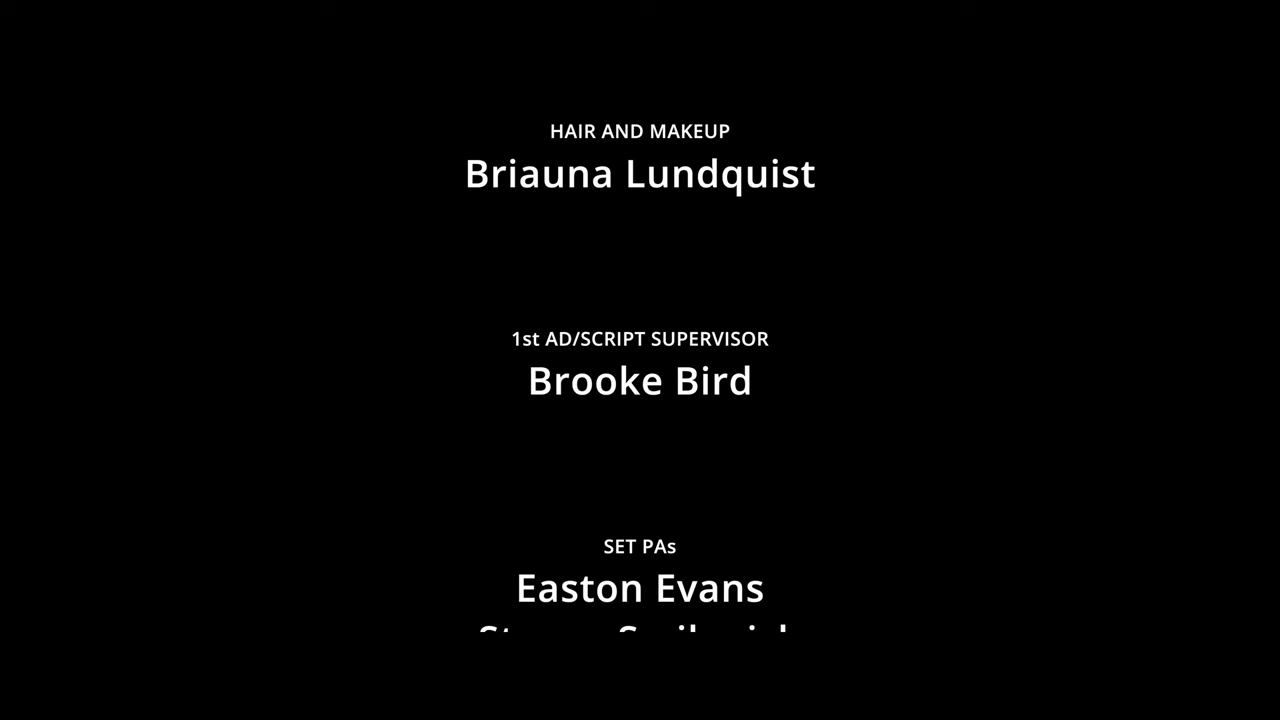 HAIR AND MAKEUP
Briauna Lundquist
1st AD/SCRIPT SUPERVISOR
Brooke Bird
SET PAs
Easton Evans